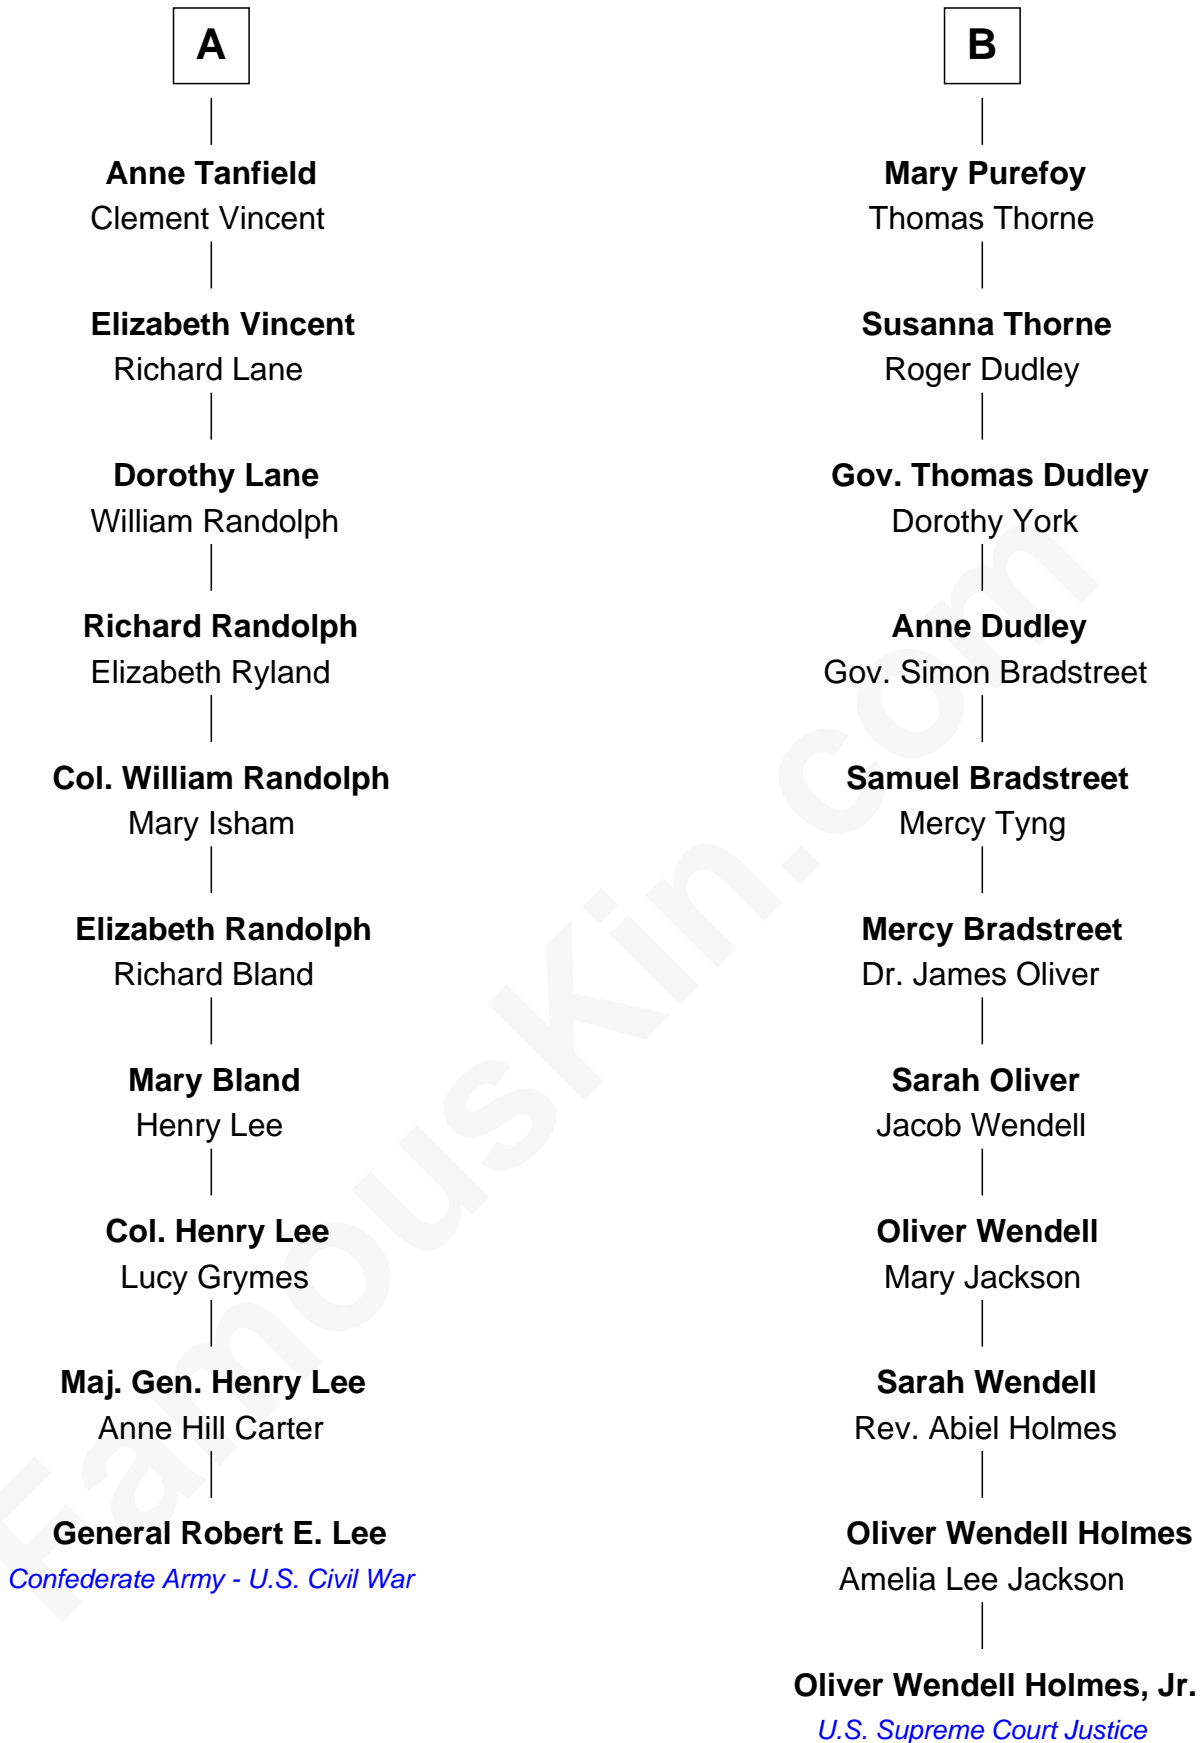 A
Anne Tanfield
Clement Vincent
Elizabeth Vincent
Richard Lane
Dorothy Lane
William Randolph
Richard Randolph
Elizabeth Ryland
Col. William Randolph
Mary Isham
Elizabeth Randolph
Richard Bland
Mary Bland
Henry Lee
Col. Henry Lee
Lucy Grymes
Maj. Gen. Henry Lee
Anne Hill Carter
General Robert E. Lee
Confederate Army - U.S. Civil War
B
Mary Purefoy
Thomas Thorne
Susanna Thorne
Roger Dudley
Gov. Thomas Dudley
Dorothy York
Anne Dudley
Gov. Simon Bradstreet
Samuel Bradstreet
Mercy Tyng
Mercy Bradstreet
Dr. James Oliver
Sarah Oliver
Jacob Wendell
Oliver Wendell
Mary Jackson
Sarah Wendell
Rev. Abiel Holmes
Oliver Wendell Holmes
Amelia Lee Jackson
Oliver Wendell Holmes, Jr.
U.S. Supreme Court Justice
FamousKin.com